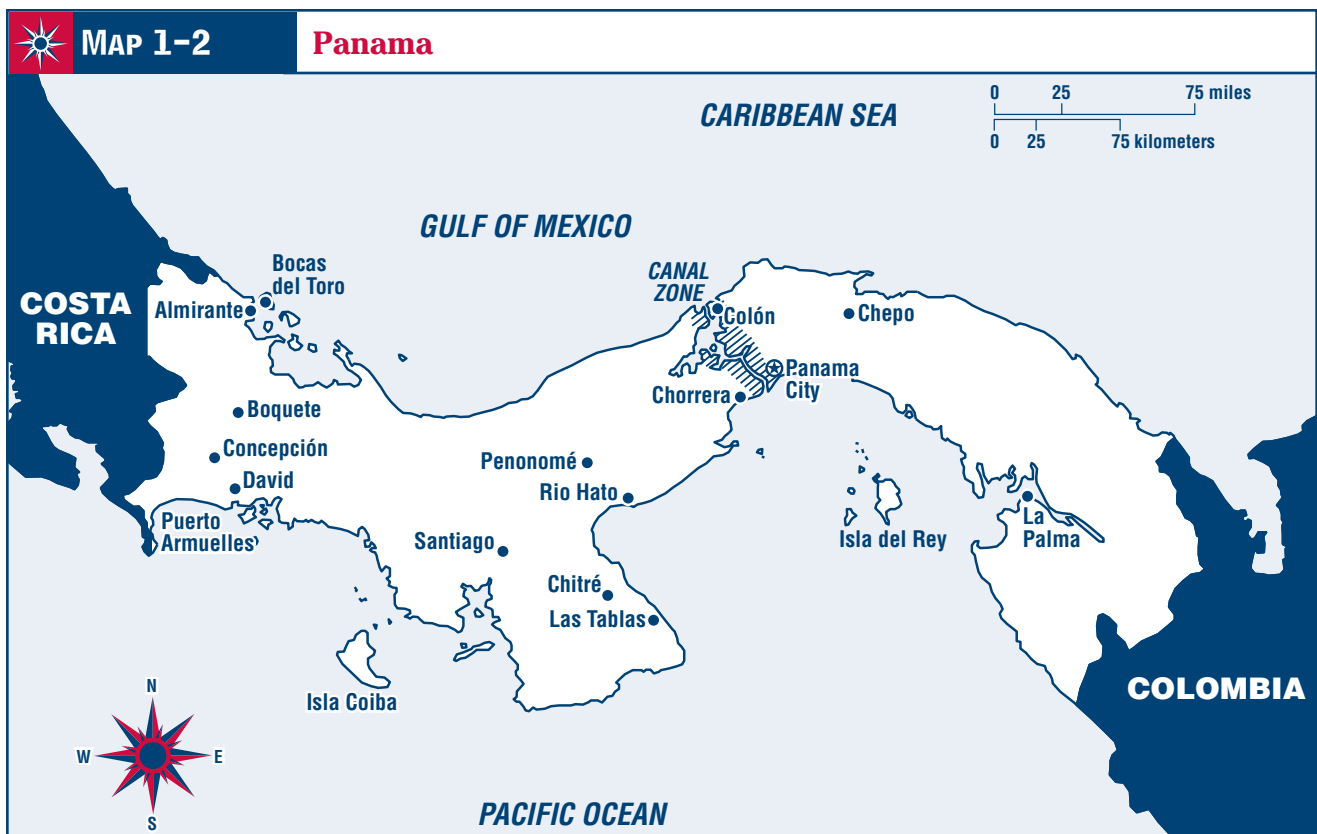 MAP 1-2
Panama
0 25 75 miles
0 25 75 kilometers
CARIBBEAN SEA
GULF OF MEXICO
CANAL
ZONE
COSTA
RICA
Bocas
del Toro
Almirante
Colón
Chepo
Panama
City
Chorrera
Boquete
Concepción
David
Penonomé
Rio Hato
Puerto
Armuelles
Santiago
Isla del Rey
La
Palma
Chitré
Las Tablas
Isla Coiba
COLOMBIA
N
W E
S
PACIFIC OCEAN